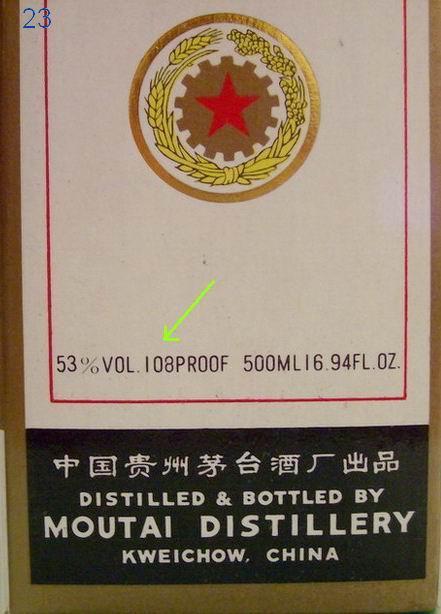 23
53%VOL.108PROOF 500ML16.94FL.OZ.
中国贵州茅台酒厂出品
DISTILLED & BOTTLED BY
MOUTAI DISTILLERY
KWEICHOW, CHINA